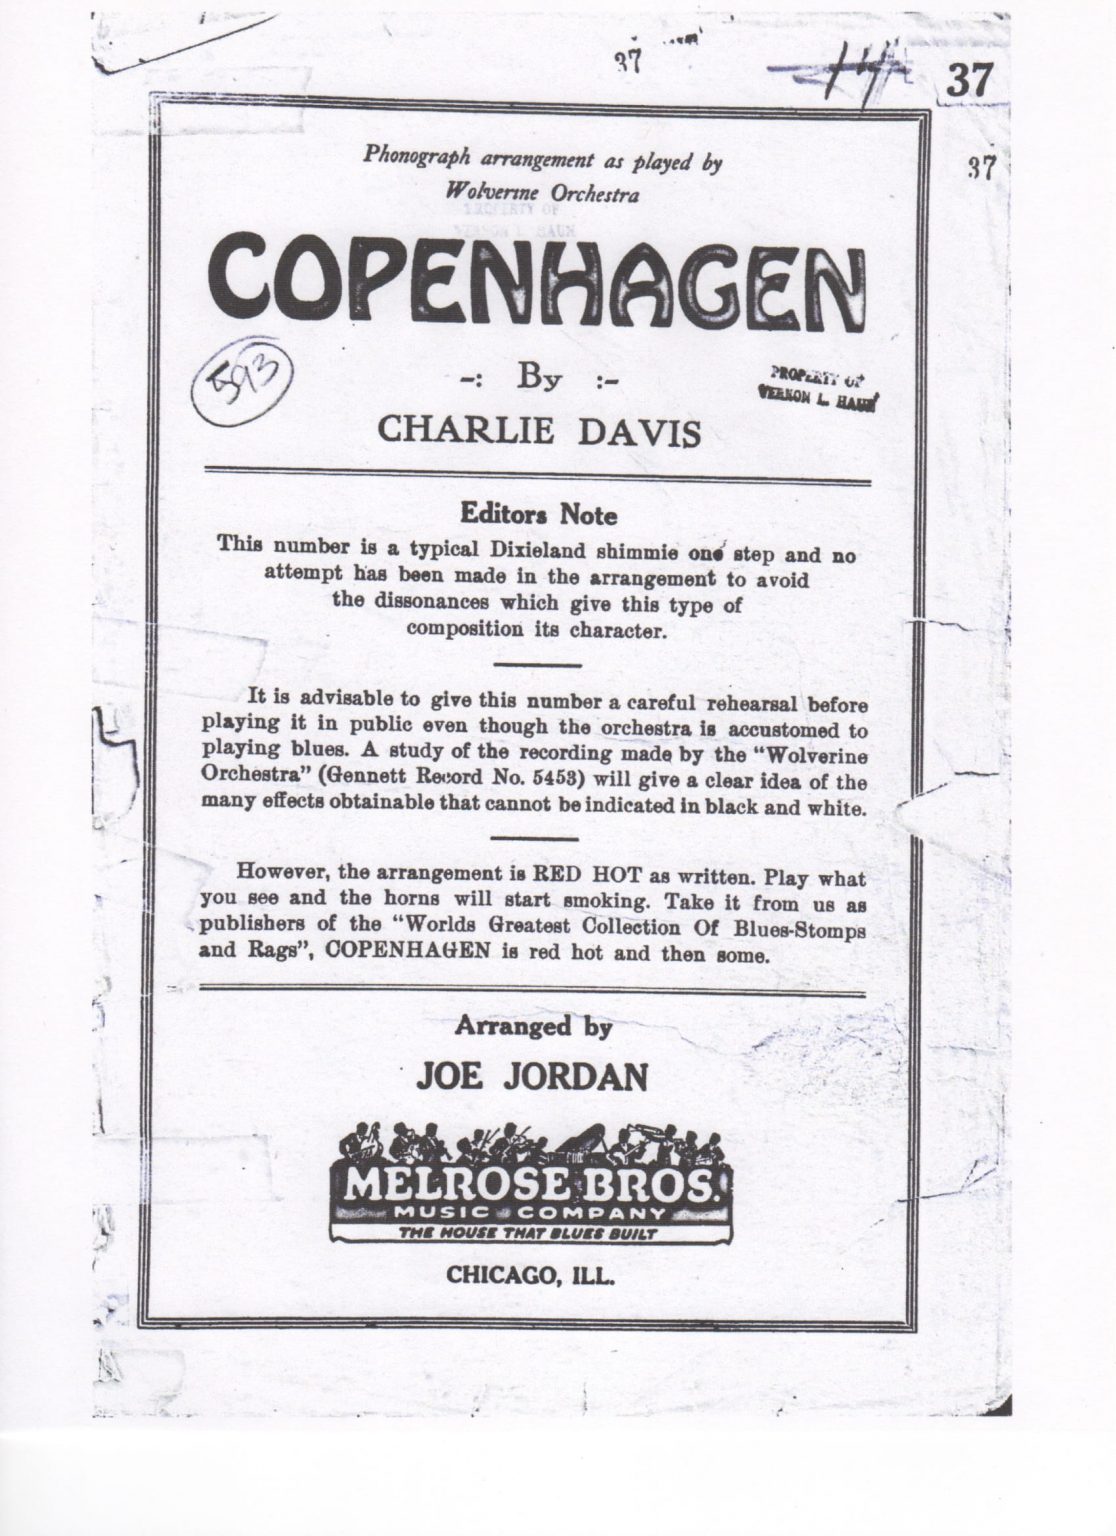 37
37
37
Phonograph arrangement as played by
Wolverine Orchestra
PROPERTY OF
VERNON L. HAUN
COPENHAGEN
593
-: By :-
PROPERTY OF
VERNON L. HAUN
CHARLIE DAVIS
Editors Note
This number is a typical Dixieland shimmie one step and no
attempt has been made in the arrangement to avoid
the dissonances which give this type of
composition its character.
It is advisable to give this number a careful rehearsal before
playing it in public even though the orchestra is accustomed to
playing blues. A study of the recording made by the "Wolverine
Orchestra" (Gennett Record No. 5453) will give a clear idea of the
many effects obtainable that cannot be indicated in black and white.
However, the arrangement is RED HOT as written. Play what
you see and the horns will start smoking. Take it from us as
publishers of the "Worlds Greatest Collection Of Blues-Stomps
and Rags", COPENHAGEN is red hot and then some.
Arranged by
JOE JORDAN
MELROSE BROS.
MUSIC COMPANY
THE HOUSE THAT BLUES BUILT
CHICAGO, ILL.